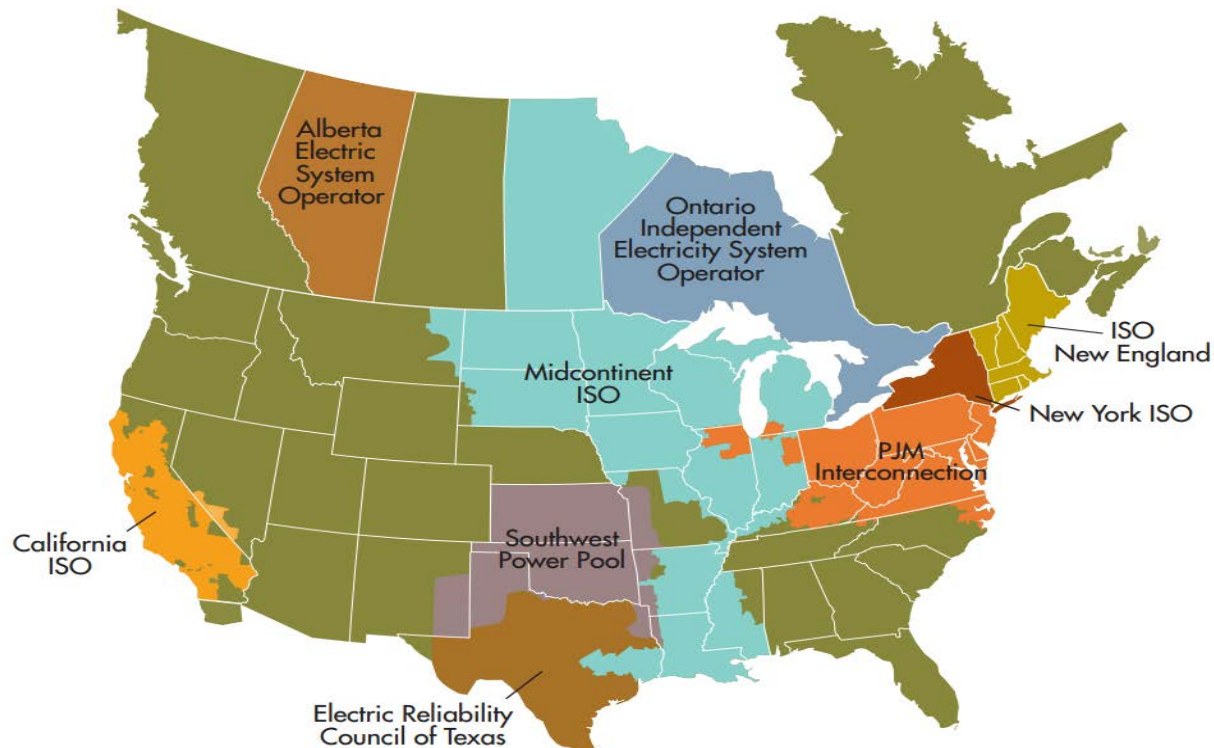 Alberta
Electric
System
Operator
Ontario
Independent
Electricity System
Operator
ISO
New England
Midcontinent
ISO
New York ISO
PJM
Interconnection
Southwest
Power Pool
California
ISO
Electric Reliability
Council of Texas